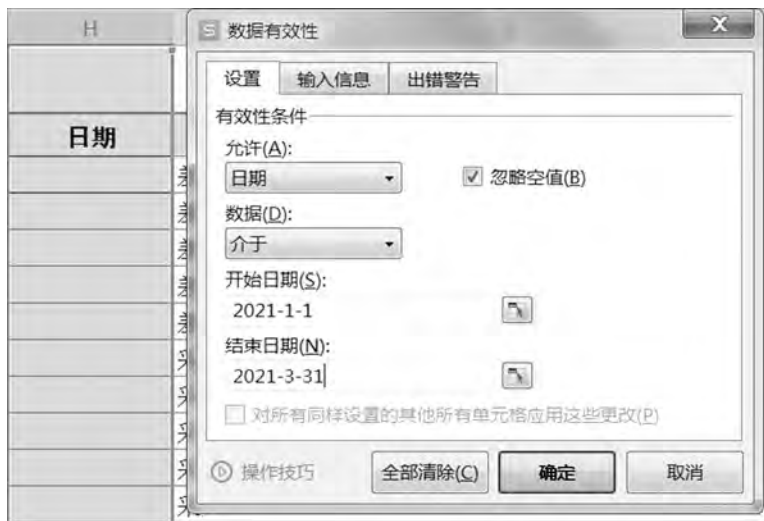 H
S 数据有效性
X
设置 输入信息 出错警告
有效性条件
日期
允许(A):
日期
忽略空值(B)
数据(D):
介于
开始日期(S):
2021-1-1
结束日期(N):
2021-3-31
对所有同样设置的其他所有单元格应用这些更改(P)
操作技巧 全部清除(C) 确定 取消